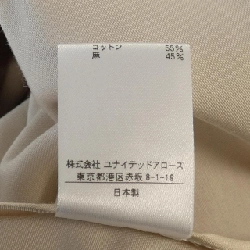 コットン 55%
麻 45%
株式会社 ユナイテッドアローズ
東京都港区赤坂 8-1-19
日本製